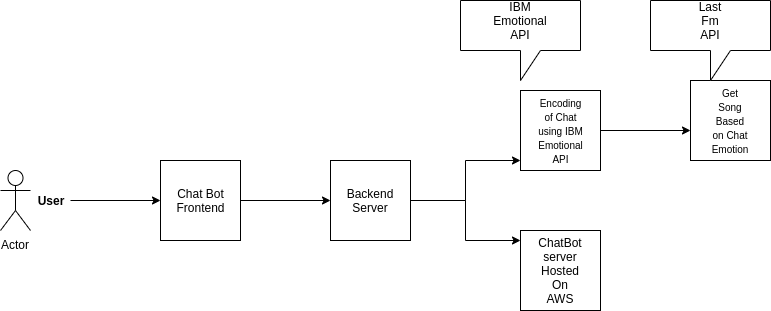 IBM
Emotional
API
Last
Fm
API
Encoding
of Chat
using IBM
Emotional
API
Get
Song
Based
on Chat
Emotion
User
Chat Bot
Frontend
Backend
Server
Actor
ChatBot
server
Hosted
On
AWS